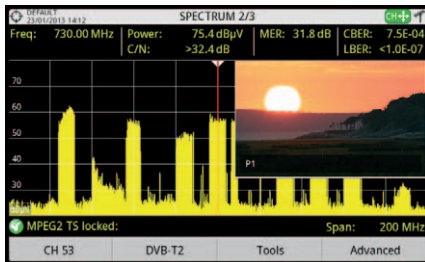 DEFAULT
23/01/2013 14:12
SPECTRUM 2/3
CH
Freq: 730.00 MHz
Power: 75.4 dBµV
MER: 31.8 dB
CBER: 7.5E-04
C/N: >32.4 dB
LBER: <1.0E-07
70
60
50
40
30
P1
MPEG2 TS locked:
Span: 200 MHz
CH 53
DVB-T2
Tools
Advanced